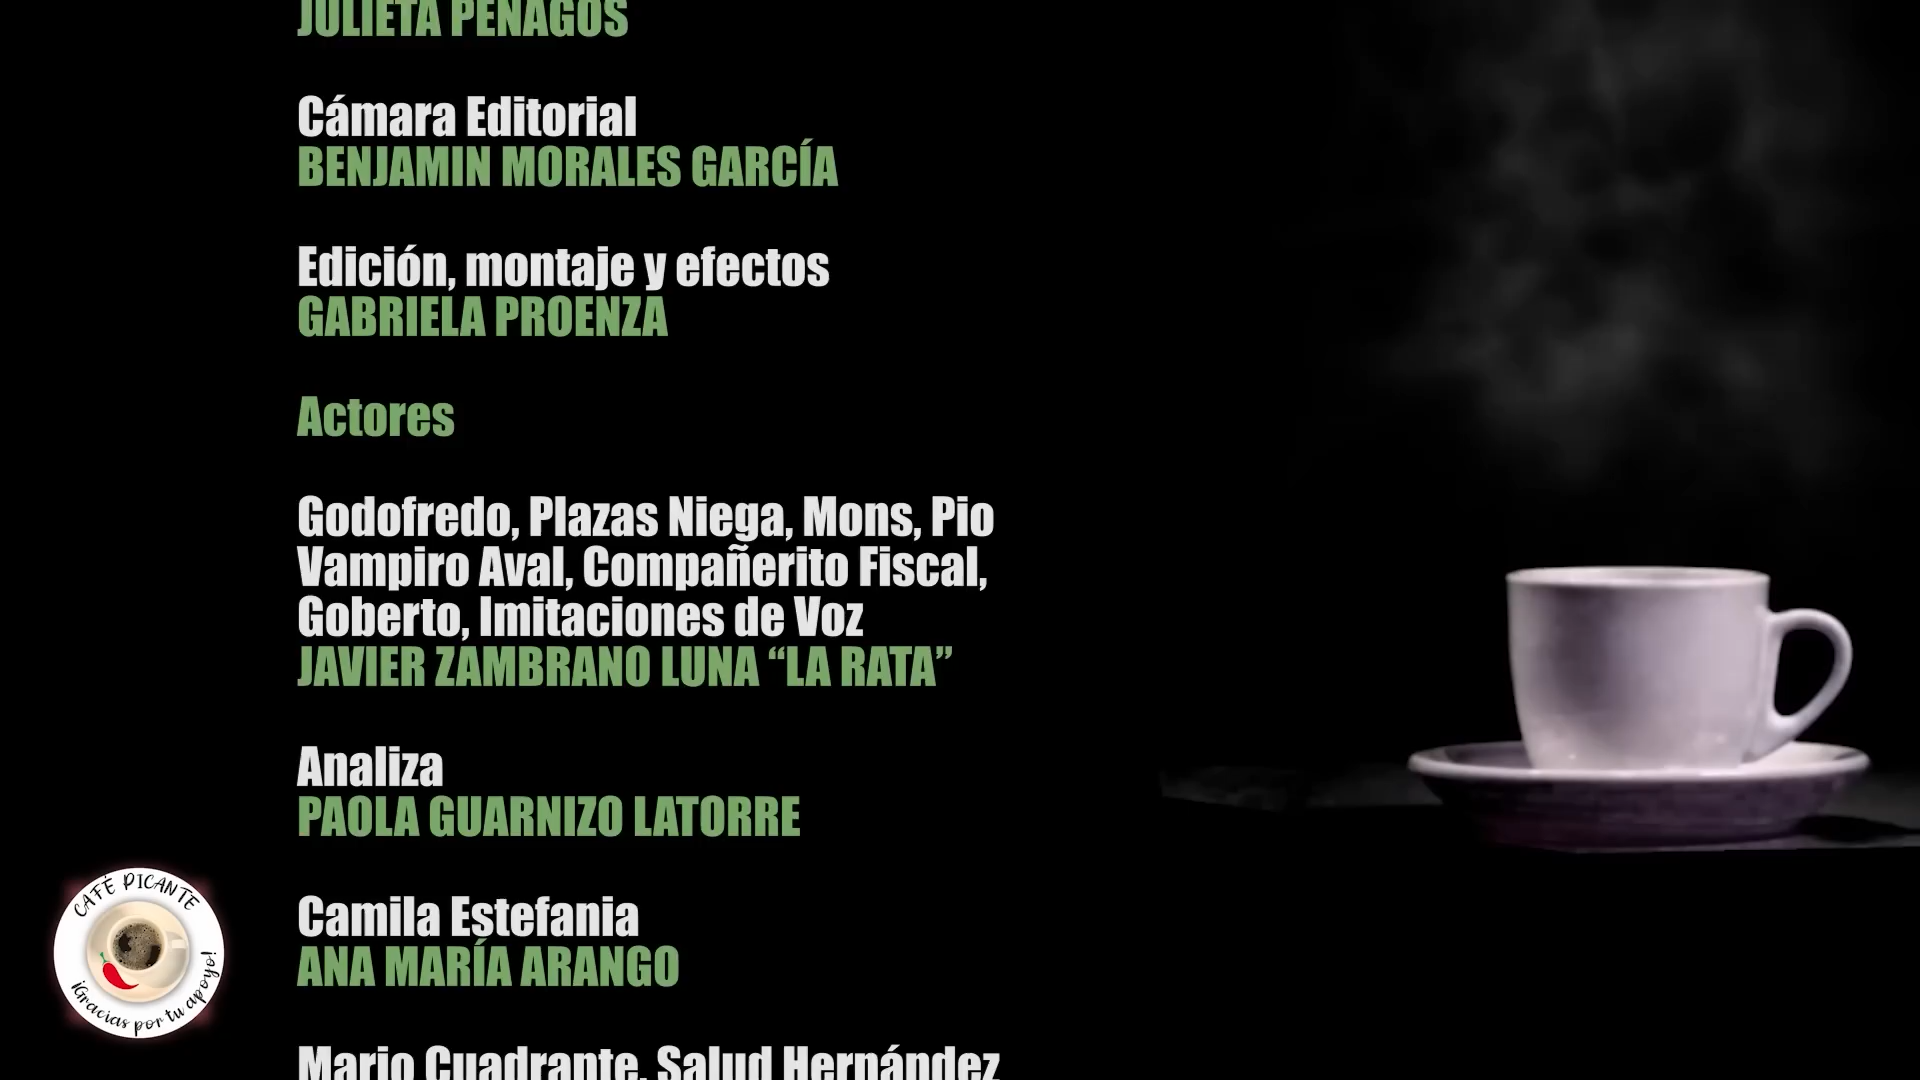 JULIETA PENAGOS
Cámara Editorial
BENJAMIN MORALES GARCÍA
Edición, montaje y efectos
GABRIELA PROENZA
Actores
Godofredo, Plazas Niega, Mons, Pio
Vampiro Aval, Compañerito Fiscal,
Goberto, Imitaciones de Voz
JAVIER ZAMBRANO LUNA “LA RATA”
Analiza
PAOLA GUARNIZO LATORRE
Camila Estefania
ANA MARÍA ARANGO
Mario Cuadrante, Salud Hernández
CAFÉ PICANTE
¡Gracias por tu apoyo!